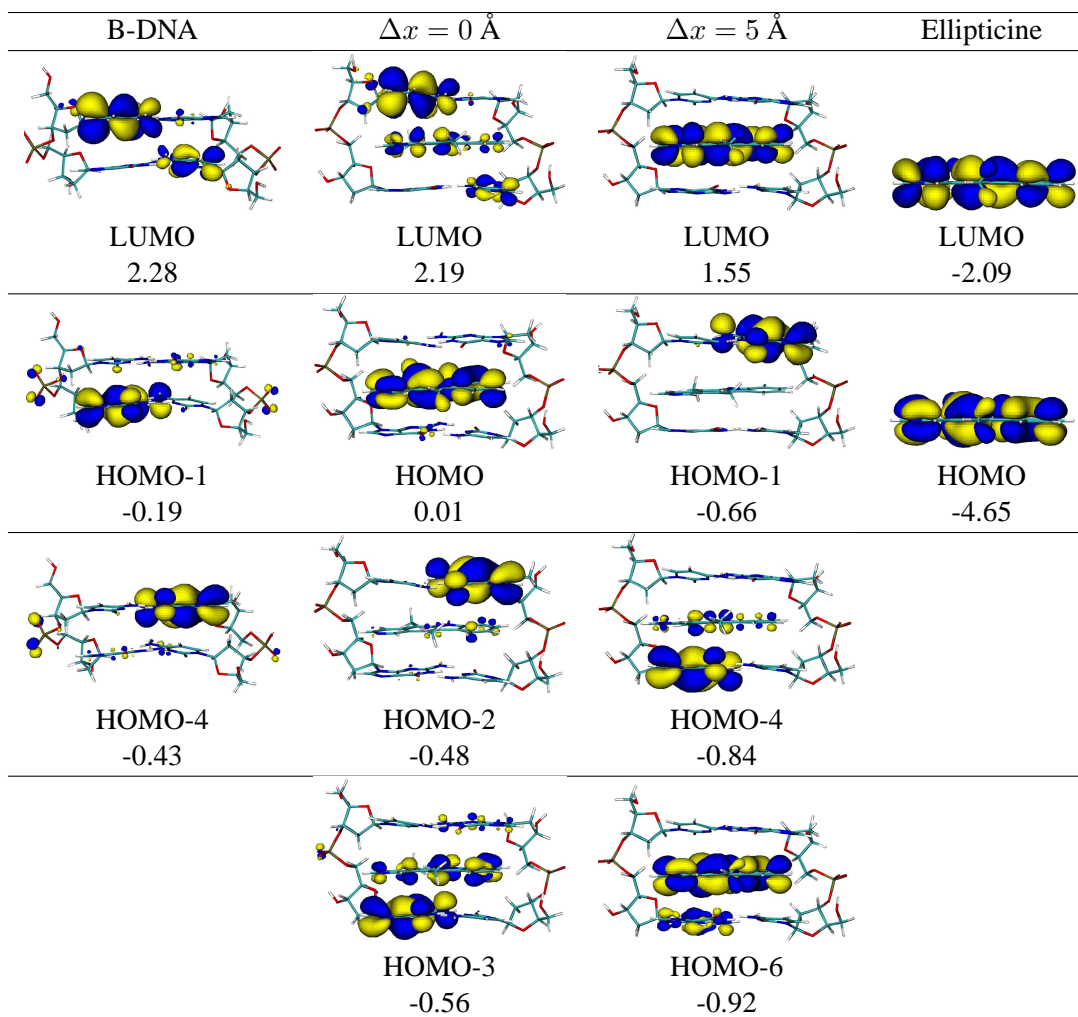 B-DNA Δx = 0 Å Δx = 5 Å Ellipticine
LUMO LUMO LUMO LUMO
2.28 2.19 1.55 -2.09
HOMO-1 HOMO HOMO-1 HOMO
-0.19 0.01 -0.66 -4.65
HOMO-4 HOMO-2 HOMO-4
-0.43 -0.48 -0.84
HOMO-3 HOMO-6
-0.56 -0.92